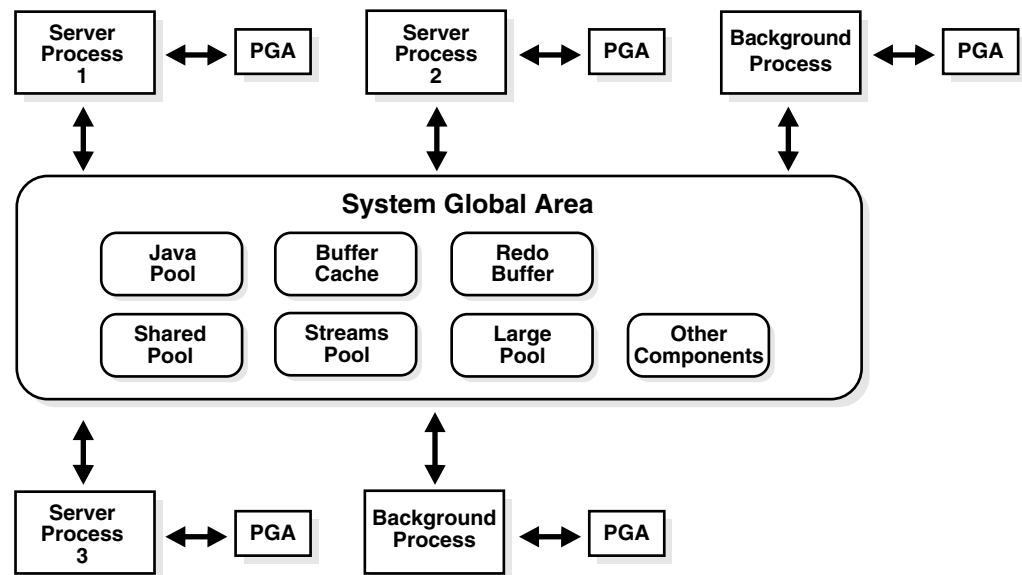 Server
Process
1
PGA
Server
Process
2
PGA
Background
Process
PGA
System Global Area
Java
Pool
Buffer
Cache
Redo
Buffer
Shared
Pool
Streams
Pool
Large
Pool
Other
Components
Server
Process
3
PGA
Background
Process
PGA